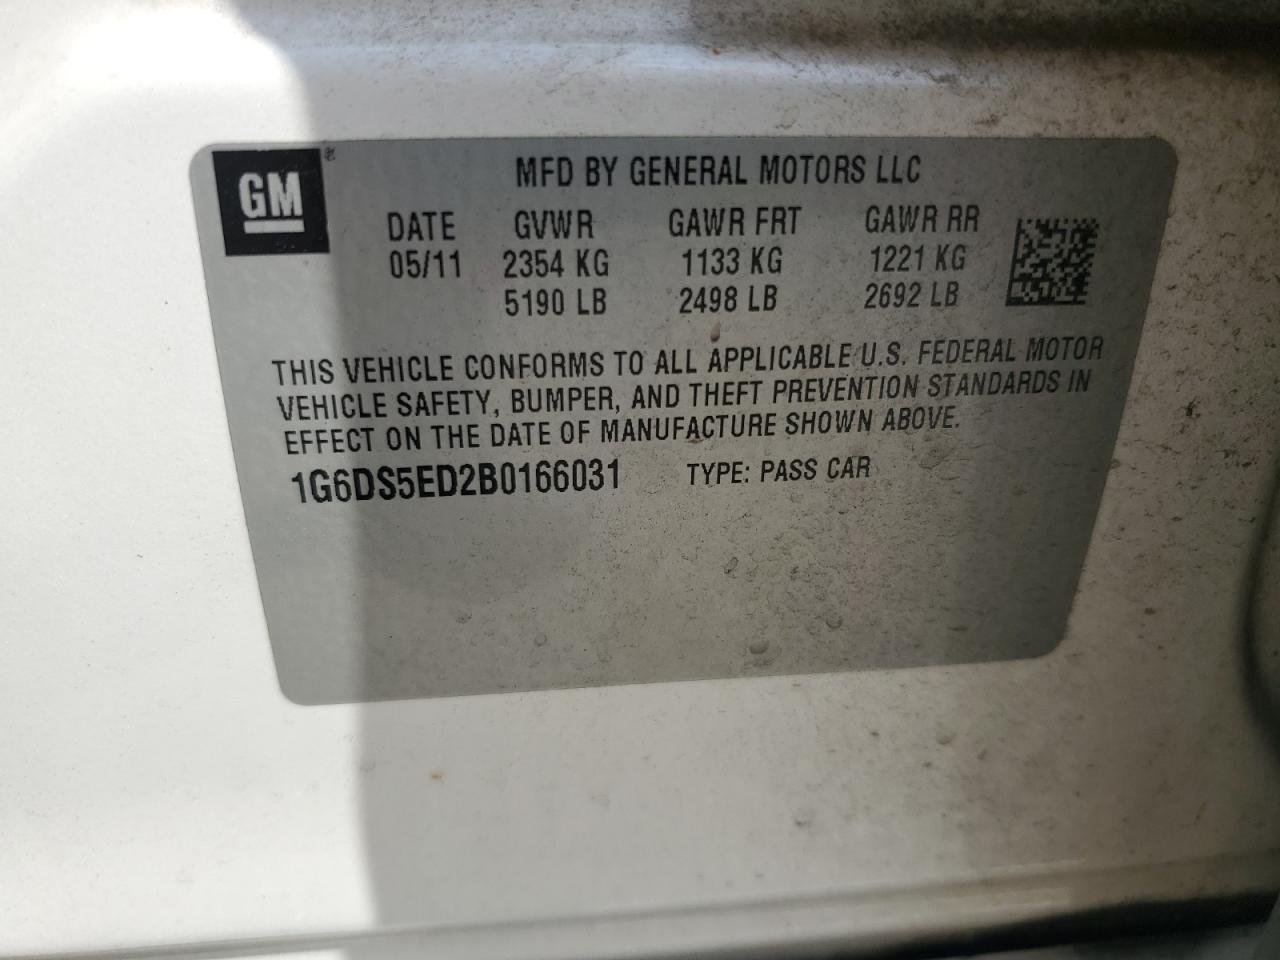 GM®
MFD BY GENERAL MOTORS LLC
DATE GVWR GAWR FRT GAWR RR
05/11 2354 KG 1133 KG 1221 KG
5190 LB 2498 LB 2692 LB
THIS VEHICLE CONFORMS TO ALL APPLICABLE U.S. FEDERAL MOTOR
VEHICLE SAFETY, BUMPER, AND THEFT PREVENTION STANDARDS IN
EFFECT ON THE DATE OF MANUFACTURE SHOWN ABOVE.
1G6DS5ED2B0166031 TYPE: PASS CAR